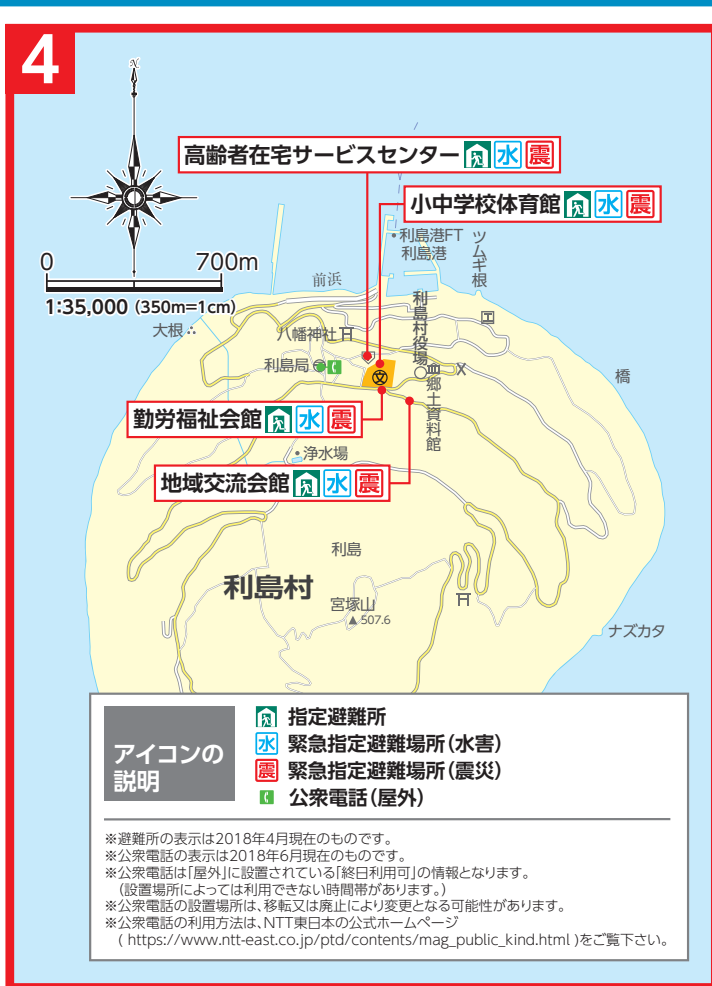 4
N
高齢者在宅サービスセンター 水 震
小中学校体育館 水 震
0 700m
1:35,000 (350m=1cm)
利島港FT
利島港
ツムギ根
前浜
大根
八幡神社
利島村役場
利島局
郷土資料館
橋
文
勤労福祉会館 水 震
浄水場
地域交流会館 水 震
利島
利島村
宮塚山
▲507.6
ナズカタ
アイコンの
説明
指定避難所
水 緊急指定避難場所(水害)
震 緊急指定避難場所(震災)
公衆電話(屋外)
※避難所の表示は2018年4月現在のものです。
※公衆電話の表示は2018年6月現在のものです。
※公衆電話は「屋外」に設置されている「終日利用可」の情報となります。
(設置場所によっては利用できない時間帯があります。)
※公衆電話の設置場所は、移転又は廃止により変更となる可能性があります。
※公衆電話の利用方法は、NTT東日本の公式ホームページ
( https://www.ntt-east.co.jp/ptd/contents/mag_public_kind.html )をご覧下さい。